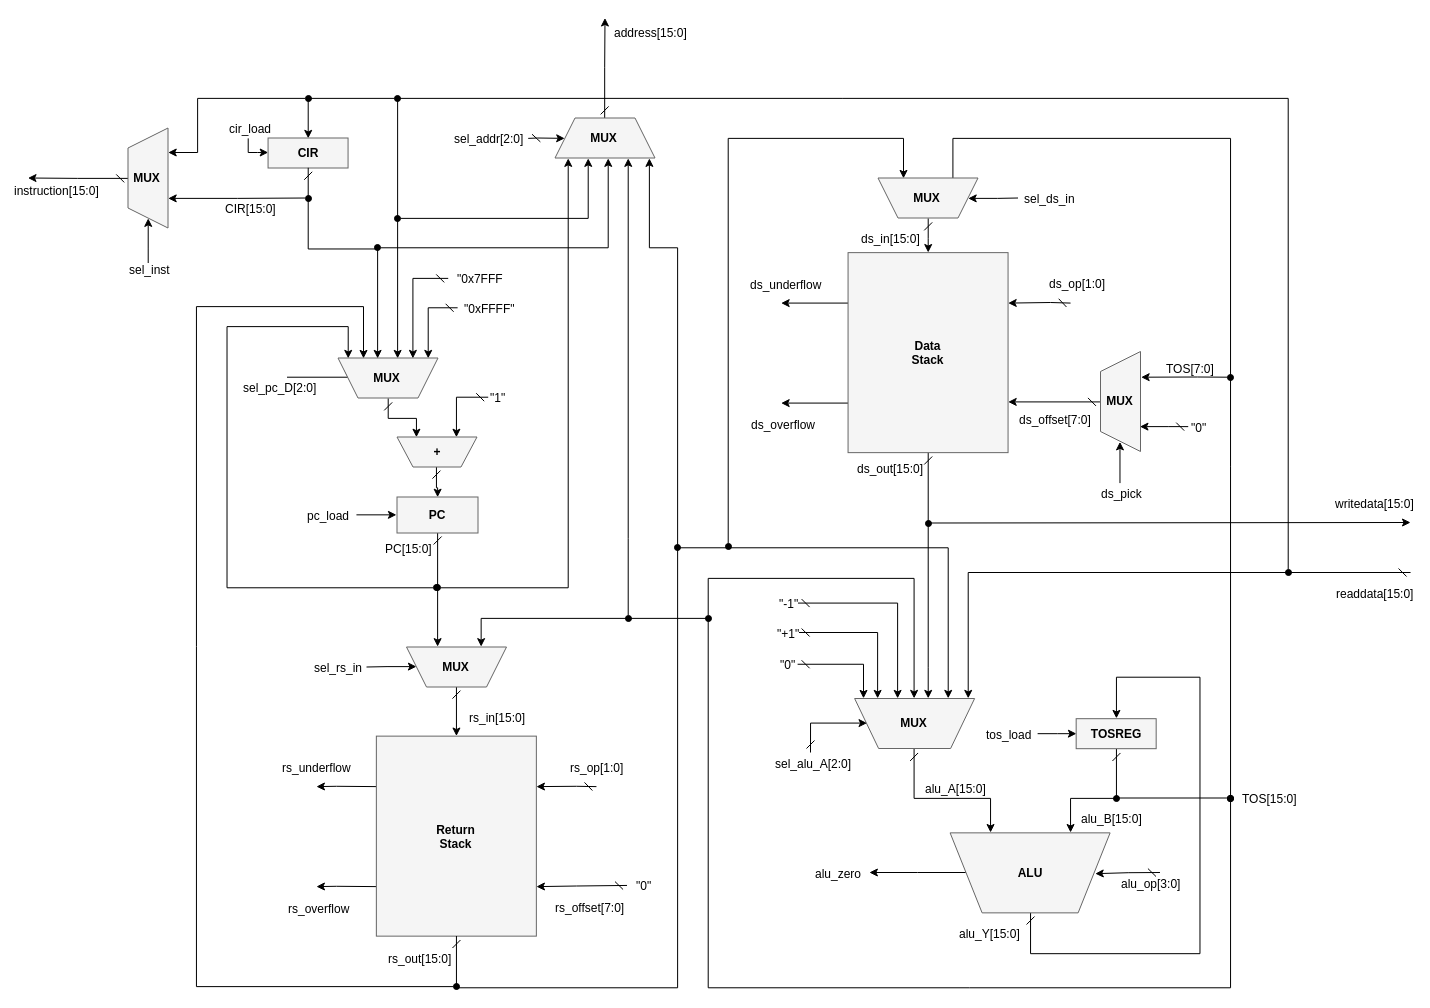 address[15:0]
cir_load
CIR
sel_addr[2:0]
MUX
MUX
instruction[15:0]
CIR[15:0]
sel_inst
MUX
sel_ds_in
ds_in[15:0]
"0x7FFF
"0xFFFF"
ds_underflow
ds_op[1:0]
Data
Stack
MUX
sel_pc_D[2:0]
"1"
TOS[7:0]
MUX
ds_offset[7:0]
"0"
ds_overflow
+
ds_out[15:0]
ds_pick
pc_load
PC
PC[15:0]
writedata[15:0]
readdata[15:0]
"-1"
"+1"
"0"
sel_rs_in
MUX
rs_in[15:0]
MUX
tos_load
TOSREG
sel_alu_A[2:0]
rs_underflow
rs_op[1:0]
alu_A[15:0]
TOS[15:0]
alu_B[15:0]
Return
Stack
alu_zero
ALU
alu_op[3:0]
"0"
rs_overflow
rs_offset[7:0]
alu_Y[15:0]
rs_out[15:0]